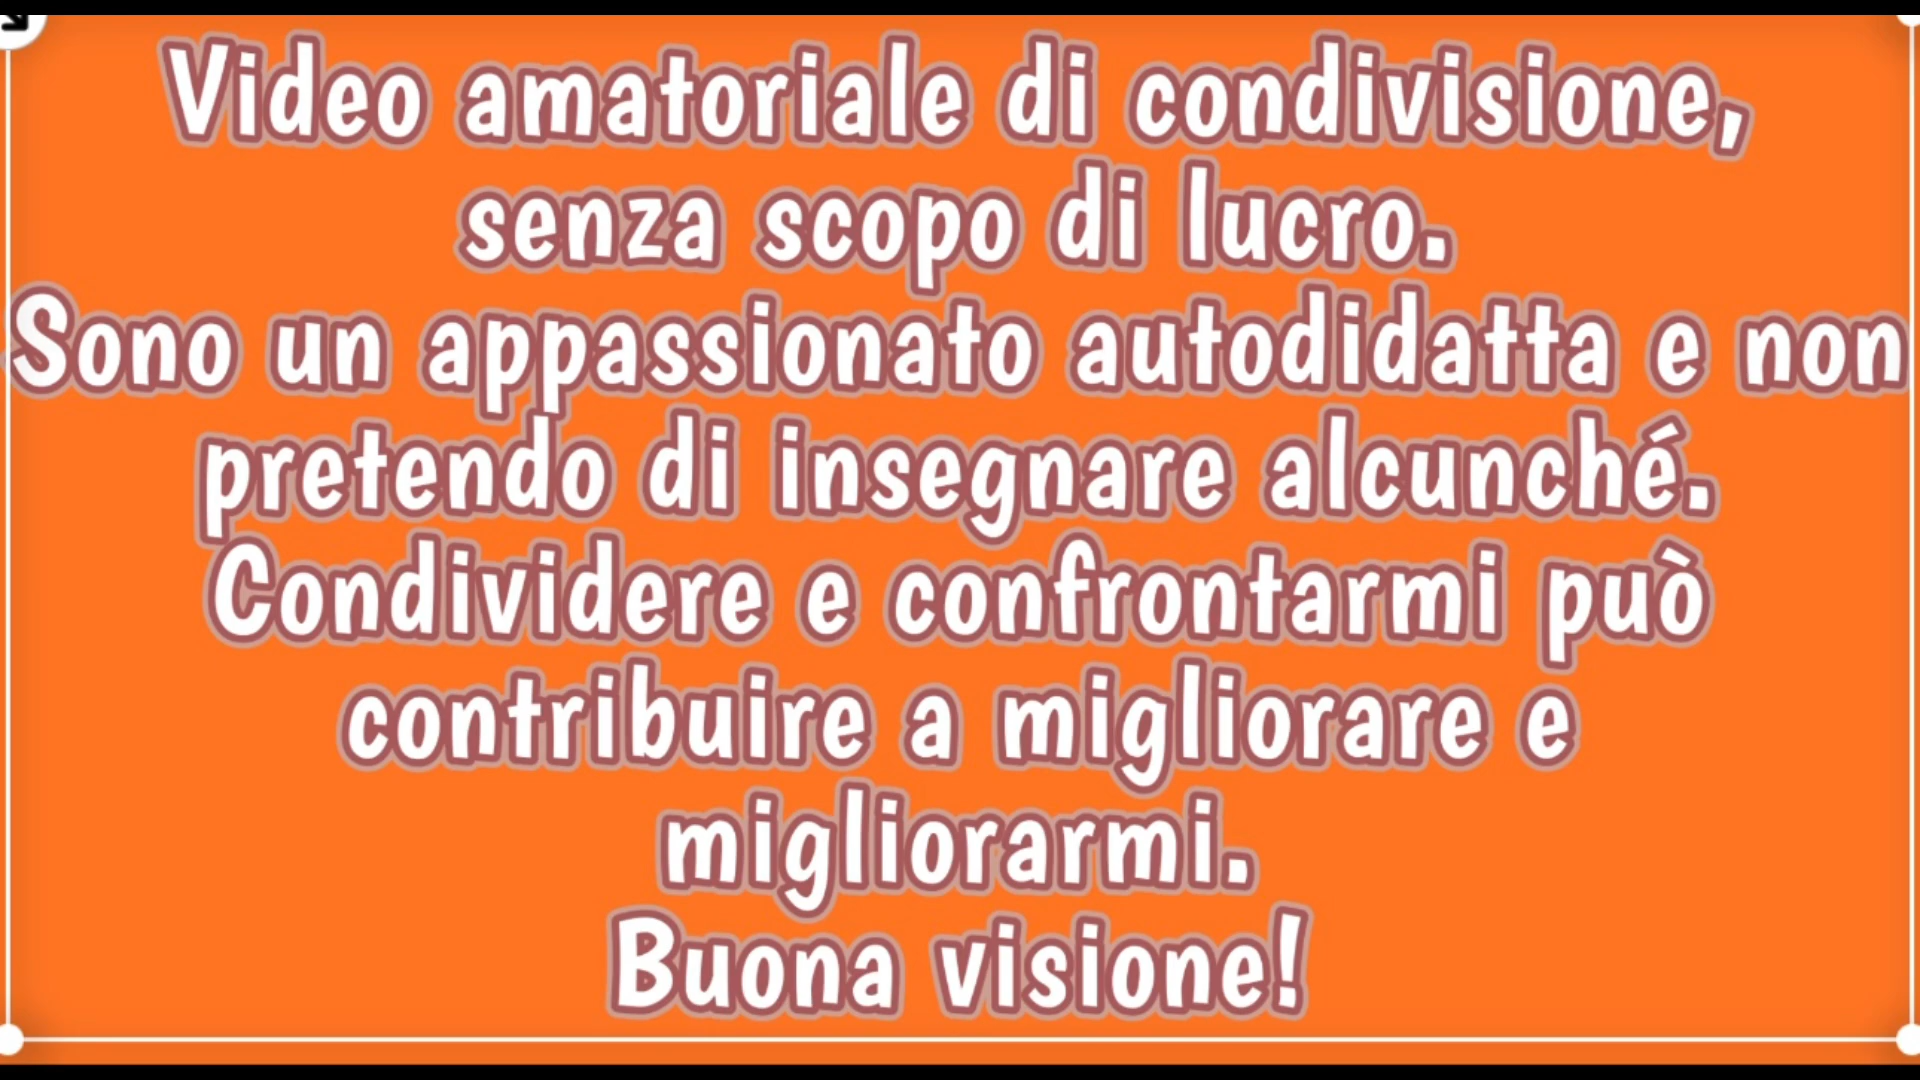 Video amatoriale di condivisione,
senza scopo di lucro.
Sono un appassionato autodidatta e non
pretendo di insegnare alcunché.
Condividere e confrontarmi può
contribuire a migliorare e
migliorarmi.
Buona visione!